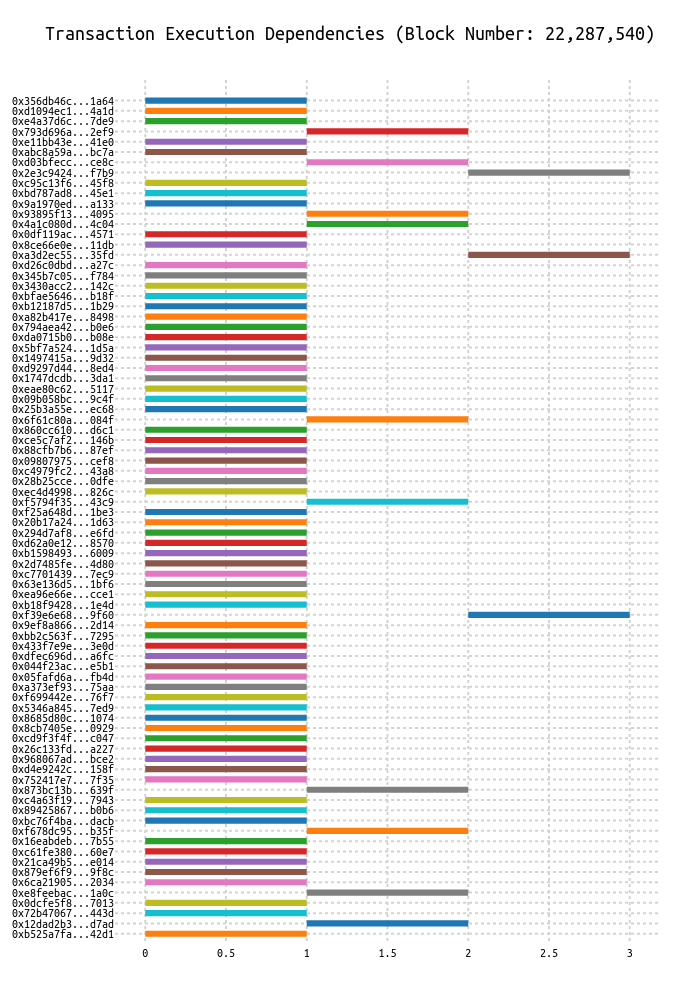 Transaction Execution Dependencies (Block Number: 22,287,540)
0x356db46c...1a64
0xd1094ec1...4a1d
0xe4a37d6c...7de9
0x793d696a...2ef9
0xe11bb43e...41e0
0xabc8a59a...bc7a
0xd03bfecc...ce8c
0x2e3c9424...f7b9
0xc95c13f6...45f8
0xbd787ad8...45e1
0x9a1970ed...a133
0x93895f13...4095
0x4a1c080d...4c04
0x0df119ac...4571
0x8ce66e0e...11db
0xa3d2ec55...35fd
0xd26c0dbd...a27c
0x345b7c05...f784
0x3430acc2...142c
0xbfae5646...b18f
0xb12187d5...1b29
0xa82b417e...8498
0x794aea42...b0e6
0xda0715b0...b08e
0x5bf7a524...1d5a
0x1497415a...9d32
0xd9297d44...8ed4
0x1747dcdb...3da1
0xeae80c62...5117
0x09b058bc...9c4f
0x25b3a55e...ec68
0x6f61c80a...084f
0x860cc610...d6c1
0xce5c7af2...146b
0x88cfb7b6...87ef
0x09807975...cef8
0xc4979fc2...43a8
0x28b25cce...0dfe
0xec4d4998...826c
0xf5794f35...43c9
0xf25a648d...1be3
0x20b17a24...1d63
0x294d7af8...e6fd
0xd62a0e12...8570
0xb1598493...6009
0x2d7485fe...4d80
0xc7701439...7ec9
0x63e136d5...1bf6
0xea96e66e...cce1
0xb18f9428...1e4d
0xf39e6e68...9f60
0x9ef8a866...2d14
0xbb2c563f...7295
0x433f7e9e...3e0d
0xdfec696d...a6fc
0x044f23ac...e5b1
0x05fafd6a...fb4d
0xa373ef93...75aa
0xf699442e...76f7
0x5346a845...7ed9
0x8685d80c...1074
0x8cb7405e...0929
0xcd9f3f4f...c047
0x26c133fd...a227
0x968067ad...bce2
0xd4e9242c...158f
0x752417e7...7f35
0x873bc13b...639f
0xc4a63f19...7943
0x89425867...b0b6
0xbc76f4ba...dacb
0xf678dc95...b35f
0x16eabdeb...7b55
0xc61fe380...60e7
0x21ca49b5...e014
0x879ef6f9...9f8c
0x6ca21905...2034
0xe8feebac...1a0c
0x0dcfe5f8...7013
0x72b47067...443d
0x12dad2b3...d7ad
0xb525a7fa...42d1
0 0.5 1 1.5 2 2.5 3